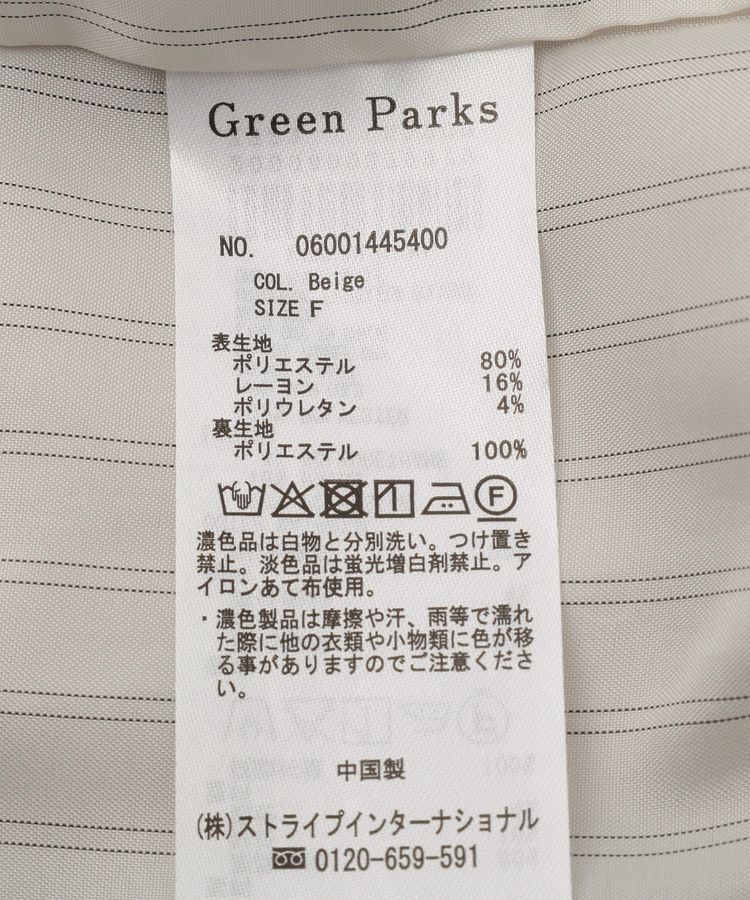 Green Parks
NO. 06001445400
COL. Beige
SIZE F
表生地
ポリエステル 80%
レーヨン 16%
ポリウレタン 4%
裏生地
ポリエステル 100%
F
濃色品は白物と分別洗い。つけ置き
禁止。淡色品は蛍光増白剤禁止。ア
イロンあて布使用。
・濃色製品は摩擦や汗、雨等で濡れ
た際に他の衣類や小物類に色が移
る事がありますのでご注意くださ
い。
中国製
(株)ストライプインターナショナル
0120-659-591